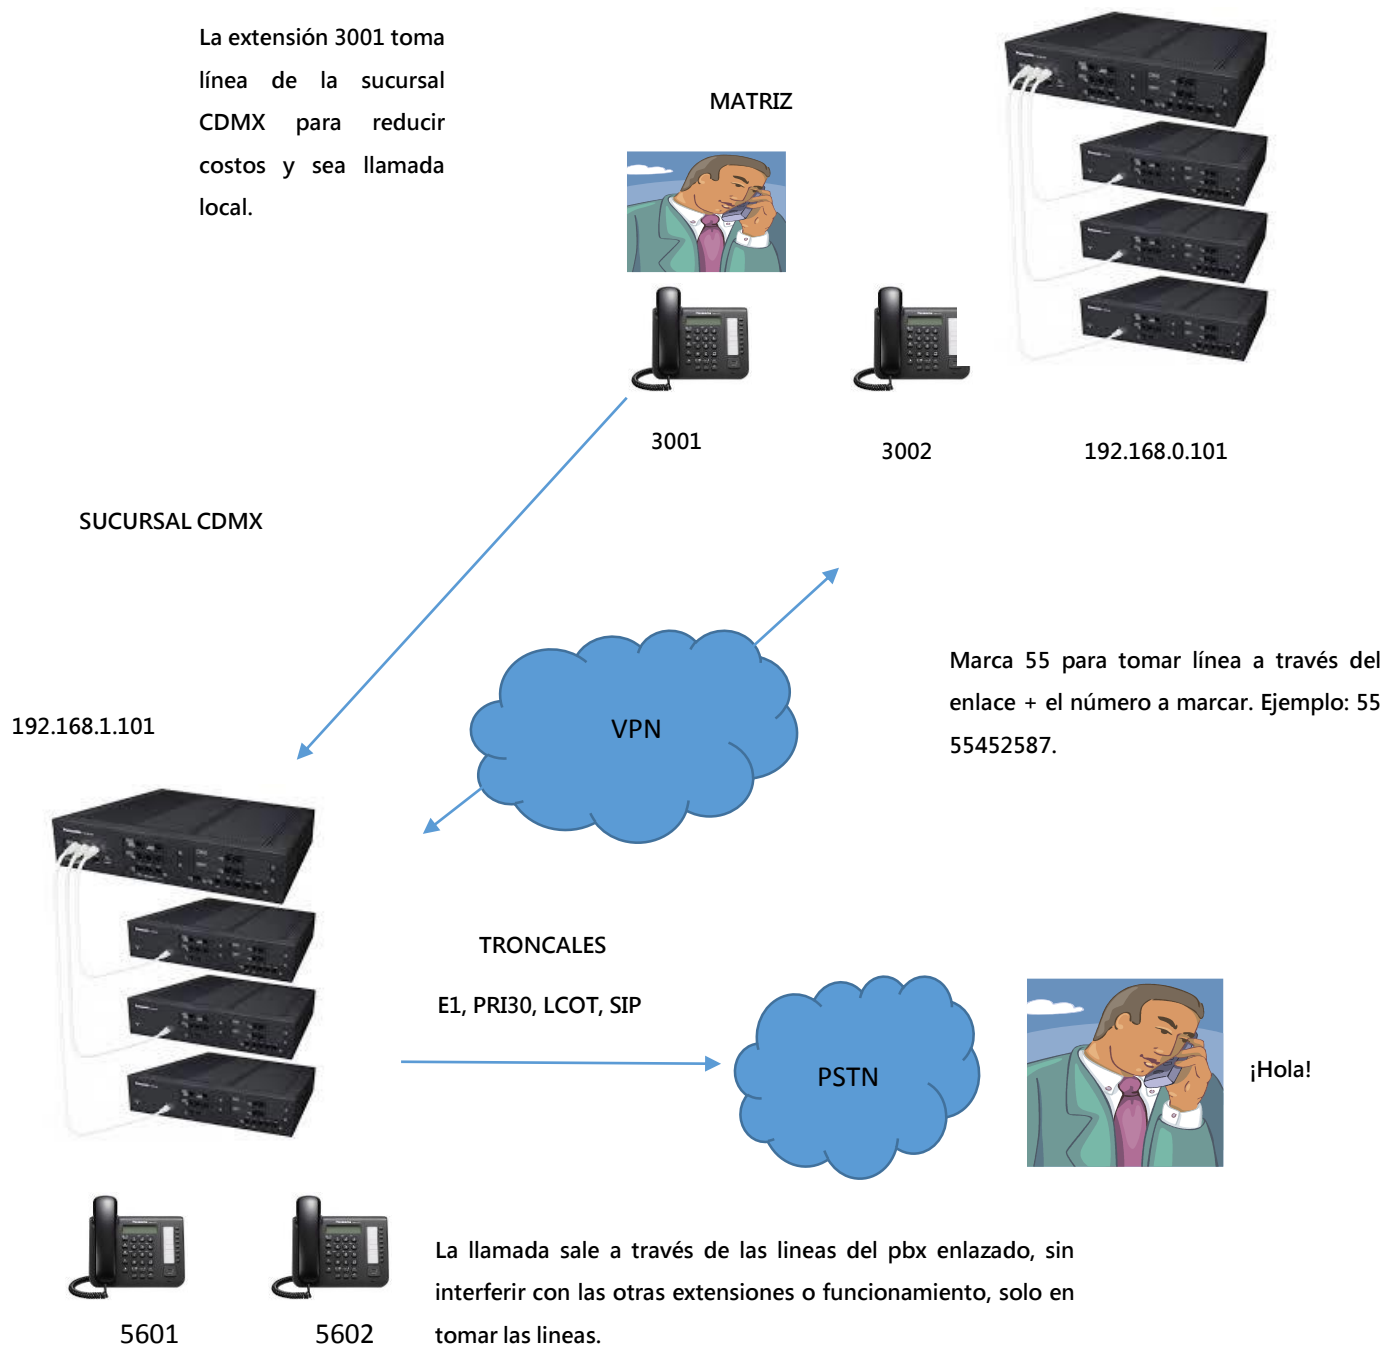 La extensión 3001 toma
línea de la sucursal
CDMX para reducir
costos y sea llamada
local.
MATRIZ
3001
3002
192.168.0.101
SUCURSAL CDMX
192.168.1.101
VPN
Marca 55 para tomar línea a través del
enlace + el número a marcar. Ejemplo: 55
55452587.
TRONCALES
E1, PRI30, LCOT, SIP
PSTN
¡Hola!
5601
5602
La llamada sale a través de las lineas del pbx enlazado, sin
interferir con las otras extensiones o funcionamiento, solo en
tomar las lineas.